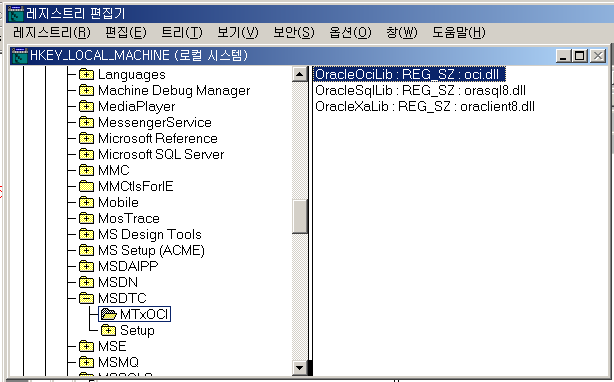 레지스트리 편집기
레지스트리(R) 편집(E) 트리(T) 보기(V) 보안(S) 옵션(O) 창(W) 도움말(H)
HKEY_LOCAL_MACHINE (로컬 시스템)
Languages
Machine Debug Manager
MediaPlayer
MessengerService
Microsoft Reference
Microsoft SQL Server
MMC
MMCtlsForIE
Mobile
MosTrace
MS Design Tools
MS Setup (ACME)
MSDAIPP
MSDN
MSDTC
MTxOCI
Setup
MSE
MSMQ
OracleOciLib : REG_SZ : oci.dll
OracleSqlLib : REG_SZ : orasql8.dll
OracleXaLib : REG_SZ : oraclient8.dll